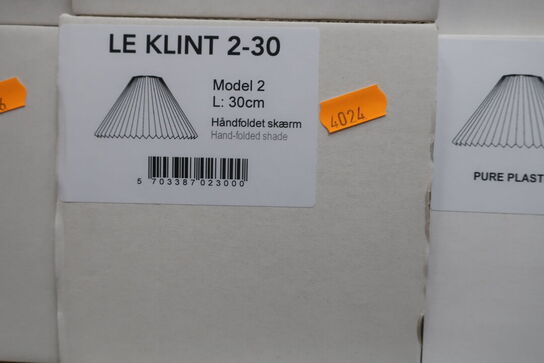 LE KLINT 2-30
Model 2
L: 30cm
Håndfoldet skærm
Hand-folded shade
5 703387 023000
4024
PURE PLAST